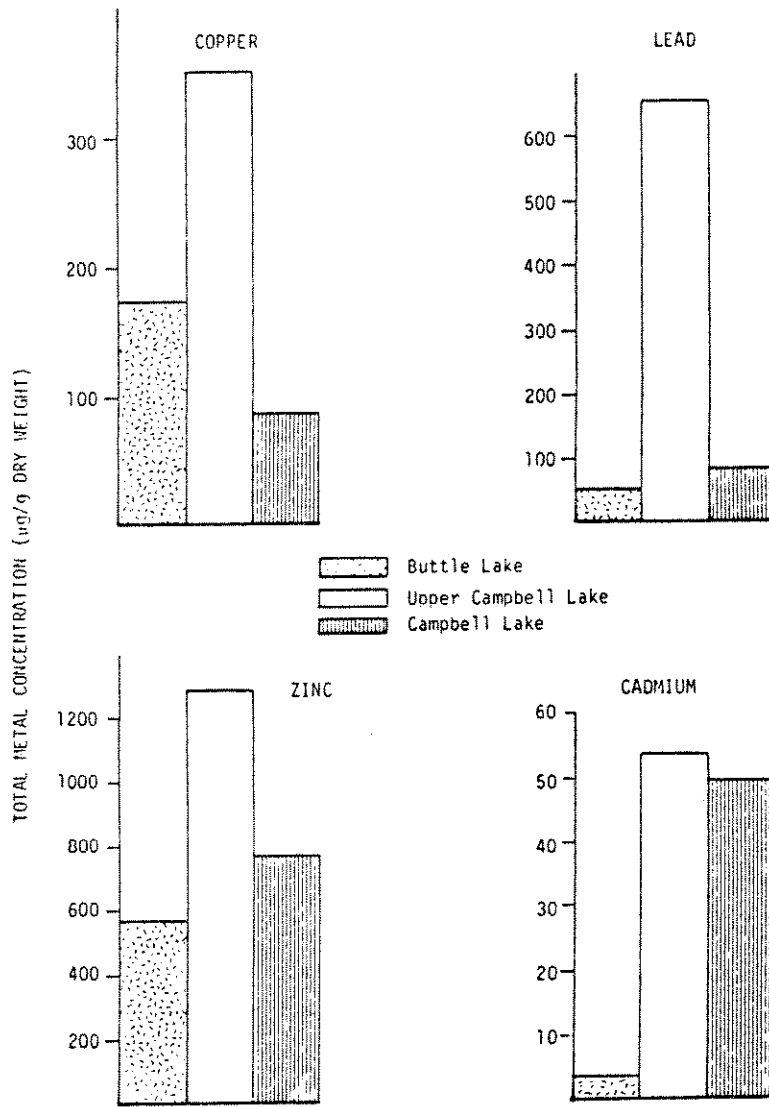 COPPER
300
200
100
LEAD
600
500
400
300
200
100
TOTAL METAL CONCENTRATION (ug/g DRY WEIGHT)
Buttle Lake
Upper Campbell Lake
Campbell Lake
ZINC
1200
1000
800
600
400
200
CADMIUM
60
50
40
30
20
10